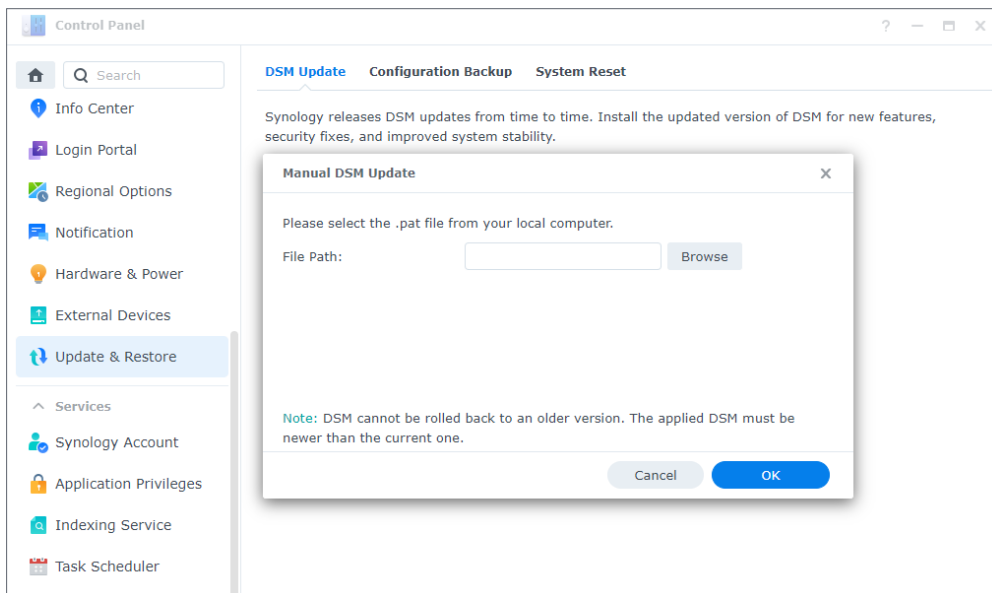 Control Panel
Search
Info Center
Login Portal
Regional Options
Notification
Hardware & Power
External Devices
Update & Restore
Services
Synology Account
Application Privileges
Indexing Service
Task Scheduler
DSM Update Configuration Backup System Reset
Synology releases DSM updates from time to time. Install the updated version of DSM for new features,
security fixes, and improved system stability.
Manual DSM Update
Please select the .pat file from your local computer.
File Path:
Browse
Note: DSM cannot be rolled back to an older version. The applied DSM must be
newer than the current one.
Cancel
OK